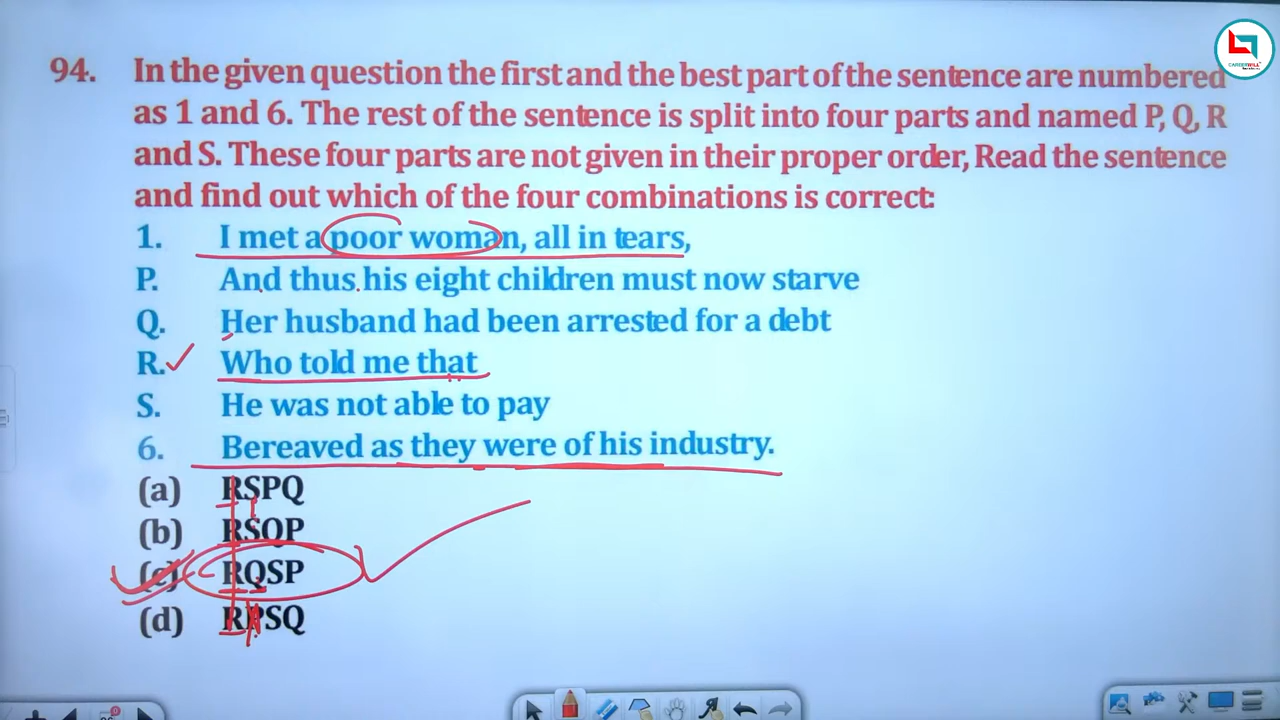 94. In the given question the first and the best part of the sentence are numbered
as 1 and 6. The rest of the sentence is split into four parts and named P, Q, R
and S. These four parts are not given in their proper order, Read the sentence
and find out which of the four combinations is correct:
1. I met a poor woman, all in tears,
P. And thus his eight children must now starve
Q. Her husband had been arrested for a debt
R. Who told me that
S. He was not able to pay
6. Bereaved as they were of his industry.
(a) RSPQ
(b) RSQP
(c) RQSP
(d) RPSQ
CAREERWILL